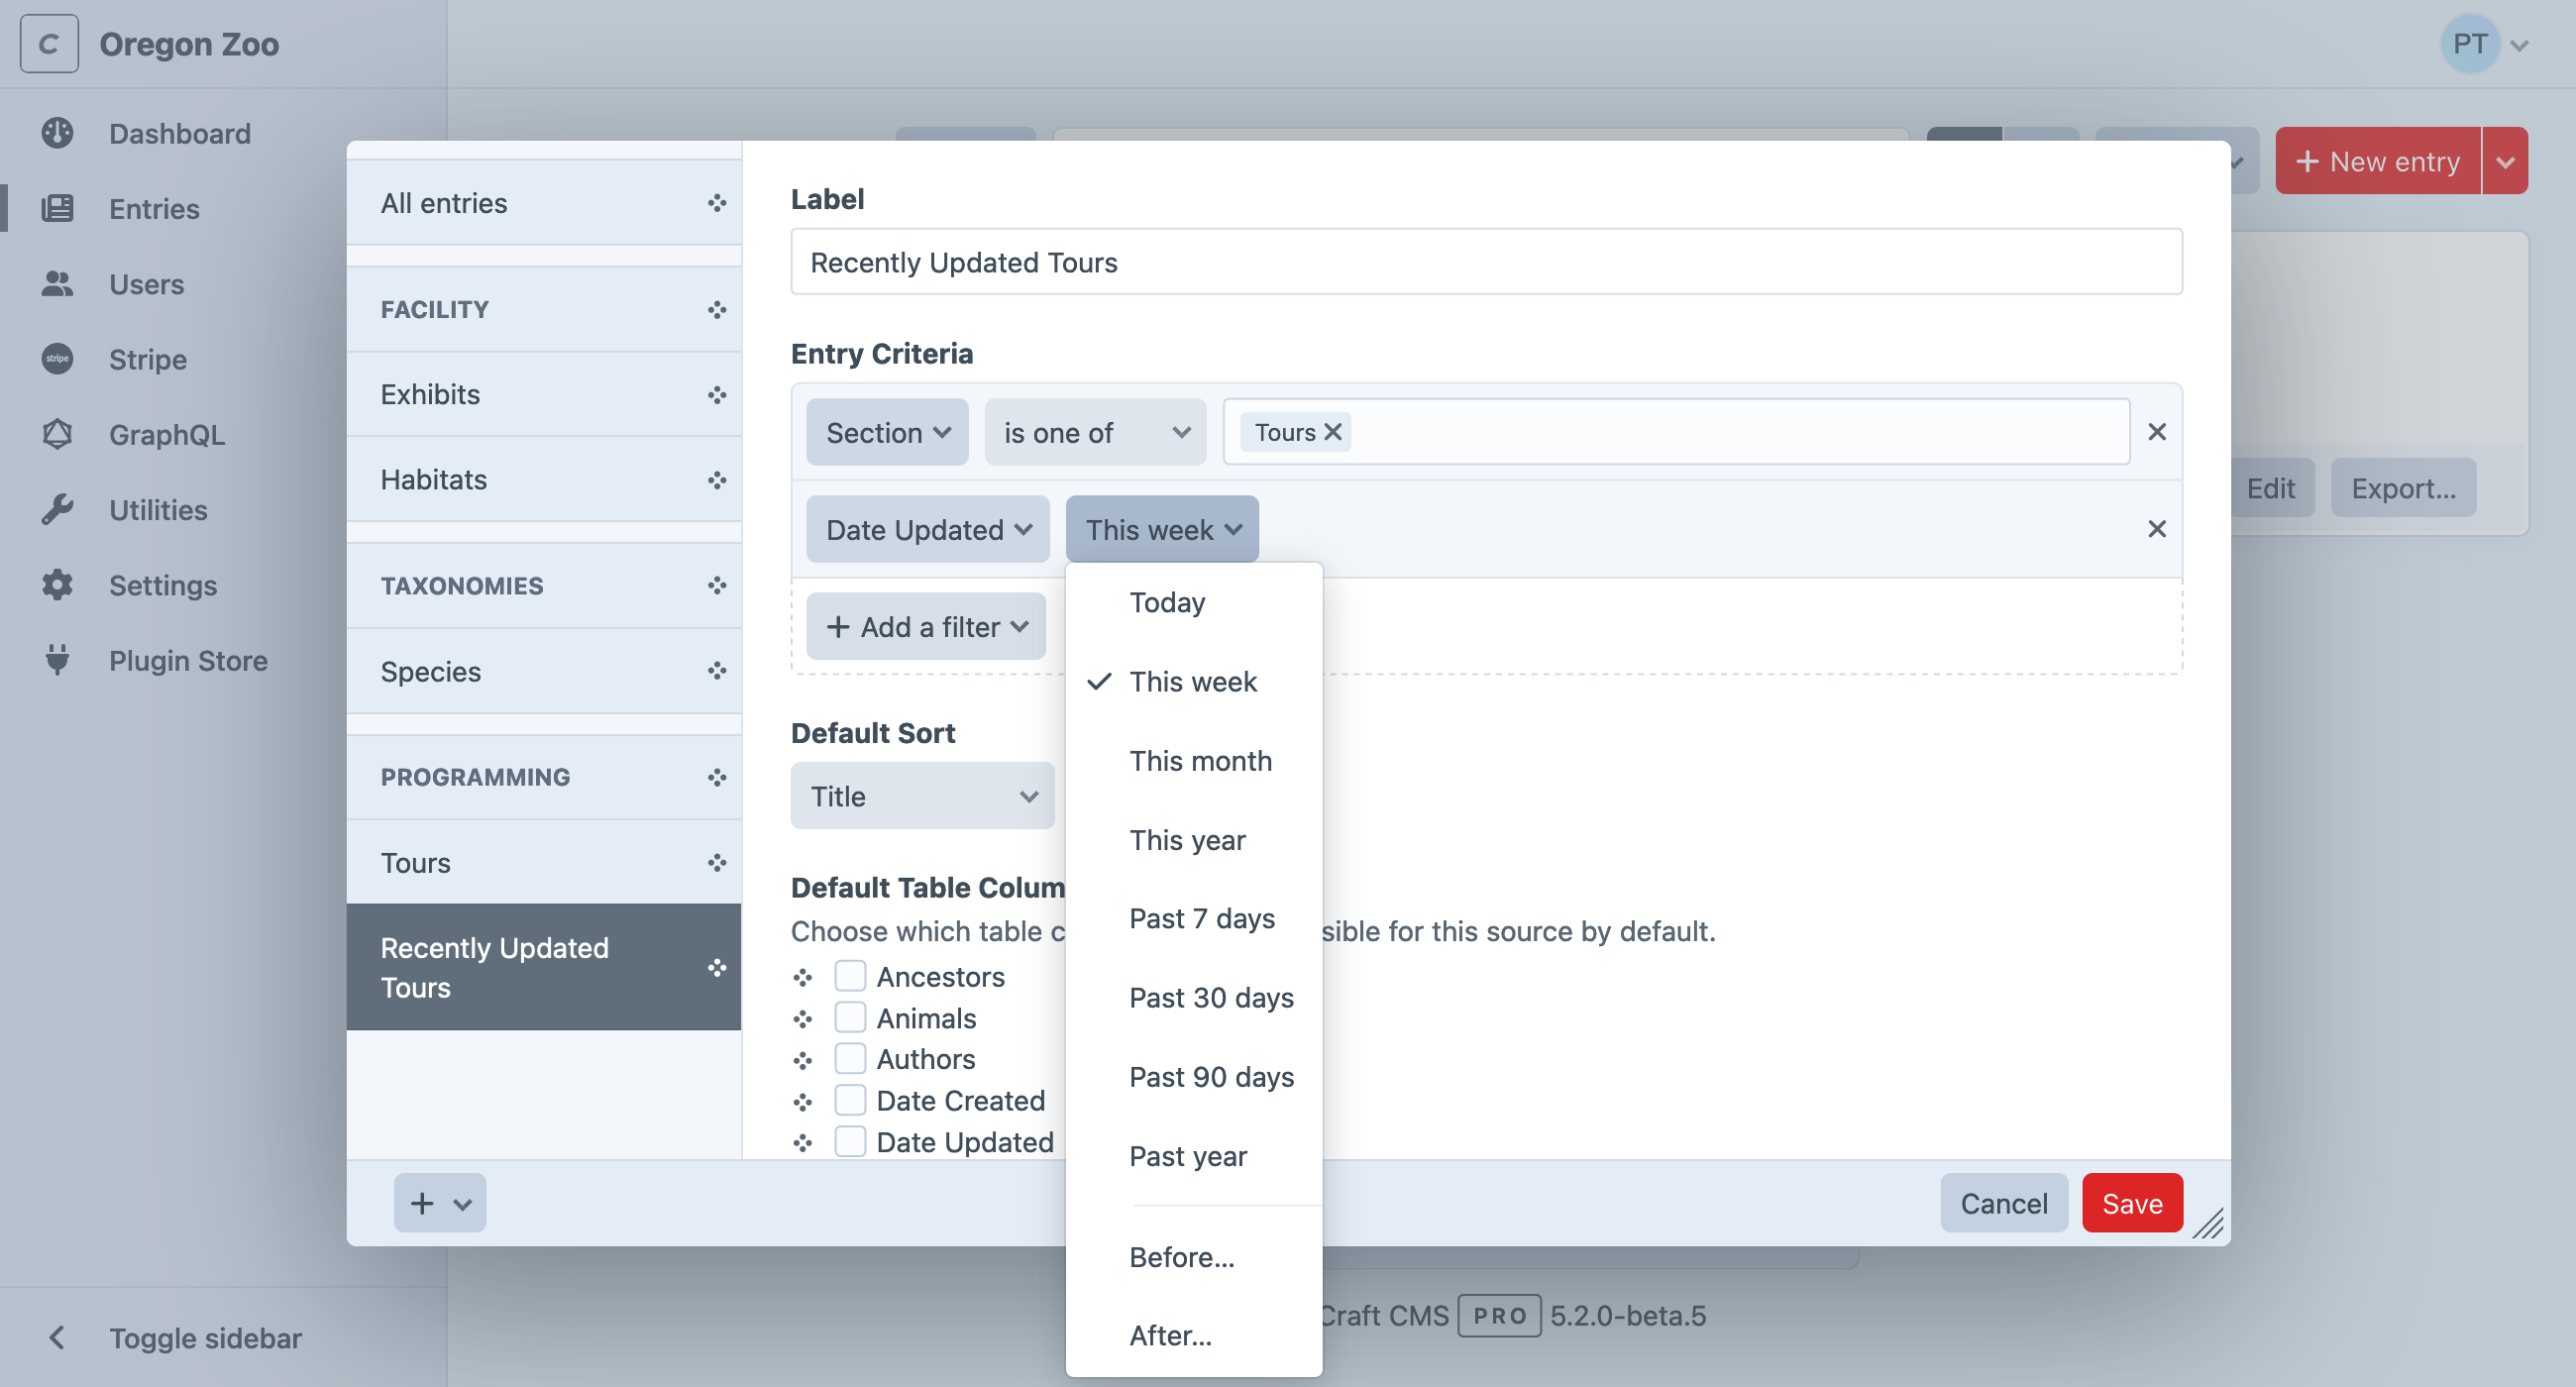 C Oregon Zoo
PT
Dashboard
Entries
Users
stripe Stripe
GraphQL
Utilities
Settings
Plugin Store
Toggle sidebar
New entry
Edit
Export...
All entries
FACILITY
Exhibits
Habitats
TAXONOMIES
Species
PROGRAMMING
Tours
Recently Updated
Tours
Label
Recently Updated Tours
Entry Criteria
Section is one of Tours
Date Updated This week
Add a filter
Today
This week
This month
This year
Past 7 days
Past 30 days
Past 90 days
Past year
Before...
After...
Default Sort
Title
Default Table Colum
Choose which table c sible for this source by default.
Ancestors
Animals
Authors
Date Created
Date Updated
Cancel
Save
Craft CMS PRO 5.2.0-beta.5